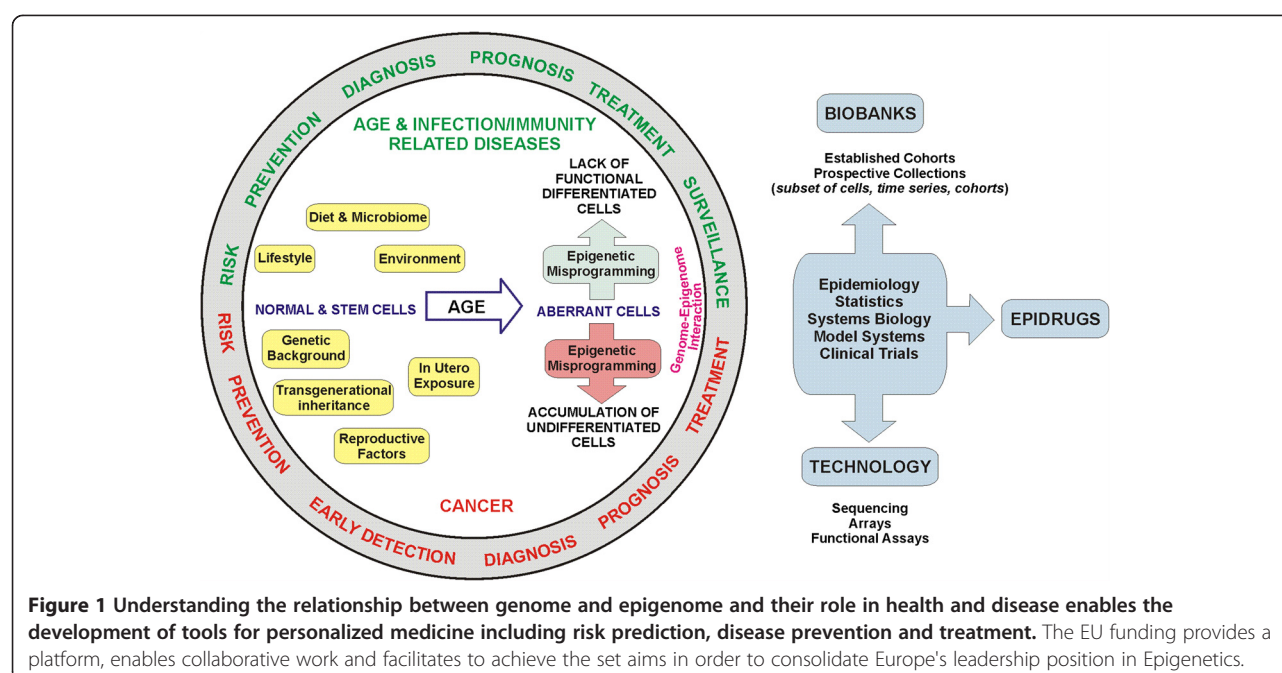 RISK PREVENTION DIAGNOSIS PROGNOSIS TREATMENT SURVEILLANCE
AGE & INFECTION/IMMUNITY
RELATED DISEASES
LACK OF
FUNCTIONAL
DIFFERENTIATED
CELLS
Diet & Microbiome
Lifestyle
Environment
Epigenetic
Misprogramming
NORMAL & STEM CELLS
AGE
ABERRANT CELLS
Genome-Epigenome
Interaction
Genetic
Background
Epigenetic
Misprogramming
In Utero
Exposure
Transgenerational
inheritance
ACCUMULATION OF
UNDIFFERENTIATED
CELLS
Reproductive
Factors
CANCER
RISK PREVENTION EARLY DETECTION DIAGNOSIS PROGNOSIS TREATMENT
BIOBANKS
Established Cohorts
Prospective Collections
(subset of cells, time series, cohorts)
Epidemiology
Statistics
Systems Biology
Model Systems
Clinical Trials
EPIDRUGS
TECHNOLOGY
Sequencing
Arrays
Functional Assays
Figure 1 Understanding the relationship between genome and epigenome and their role in health and disease enables the
development of tools for personalized medicine including risk prediction, disease prevention and treatment. The EU funding provides a
platform, enables collaborative work and facilitates to achieve the set aims in order to consolidate Europe's leadership position in Epigenetics.